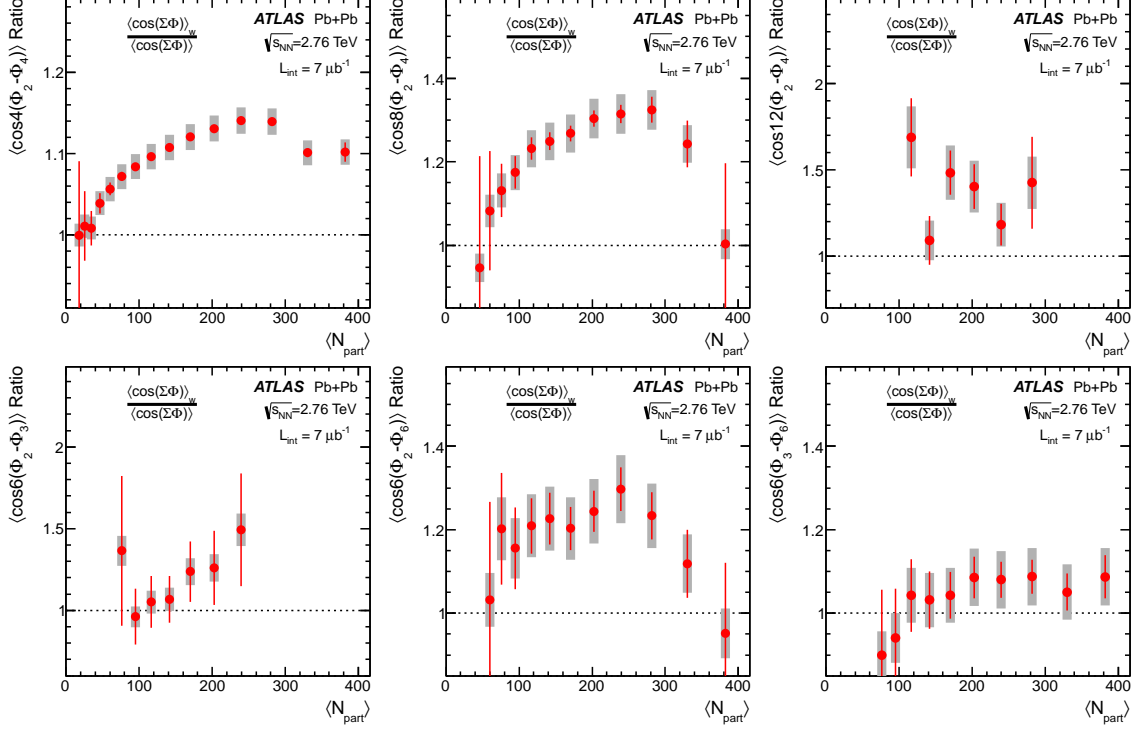 ⟨cos4(Φ₂-Φ₄)⟩ Ratio
⟨cos(ΣΦ)⟩w
⟨cos(ΣΦ)⟩
ATLAS Pb+Pb
√sNN=2.76 TeV
Lint = 7 μb⁻¹
1.2
1.1
1
0 100 200 300 400
⟨Npart⟩
⟨cos8(Φ₂-Φ₄)⟩ Ratio
⟨cos(ΣΦ)⟩w
⟨cos(ΣΦ)⟩
ATLAS Pb+Pb
√sNN=2.76 TeV
Lint = 7 μb⁻¹
1.4
1.2
1
0 100 200 300 400
⟨Npart⟩
⟨cos12(Φ₂-Φ₄)⟩ Ratio
⟨cos(ΣΦ)⟩w
⟨cos(ΣΦ)⟩
ATLAS Pb+Pb
√sNN=2.76 TeV
Lint = 7 μb⁻¹
2
1.5
1
0 100 200 300 400
⟨Npart⟩
⟨cos6(Φ₂-Φ₃)⟩ Ratio
⟨cos(ΣΦ)⟩w
⟨cos(ΣΦ)⟩
ATLAS Pb+Pb
√sNN=2.76 TeV
Lint = 7 μb⁻¹
2
1.5
1
0 100 200 300 400
⟨Npart⟩
⟨cos6(Φ₂-Φ₆)⟩ Ratio
⟨cos(ΣΦ)⟩w
⟨cos(ΣΦ)⟩
ATLAS Pb+Pb
√sNN=2.76 TeV
Lint = 7 μb⁻¹
1.4
1.2
1
0 100 200 300 400
⟨Npart⟩
⟨cos6(Φ₃-Φ₆)⟩ Ratio
⟨cos(ΣΦ)⟩w
⟨cos(ΣΦ)⟩
ATLAS Pb+Pb
√sNN=2.76 TeV
Lint = 7 μb⁻¹
1.4
1.2
1
0 100 200 300 400
⟨Npart⟩